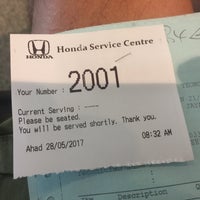 HONDA
Honda Service Centre
Your Number :
2001
Current Serving :
Please be seated.
You will be served shortly. Thank you.
08:32 AM
Ahad 28/05/2017
Description